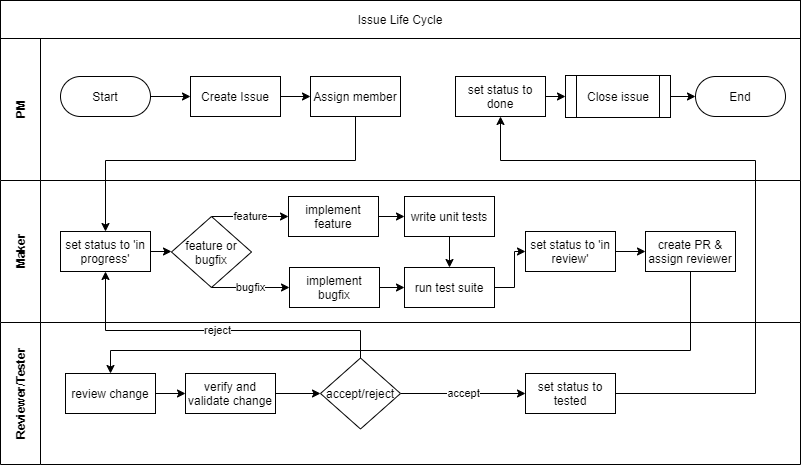 Issue Life Cycle
PM
Start
Create Issue
Assign member
set status to
done
Close issue
End
Maker
set status to 'in
progress'
feature or
bugfix
feature
bugfix
implement
feature
write unit tests
implement
bugfix
run test suite
set status to 'in
review'
create PR &
assign reviewer
Reviewer/Tester
reject
review change
verify and
validate change
accept/reject
accept
set status to
tested